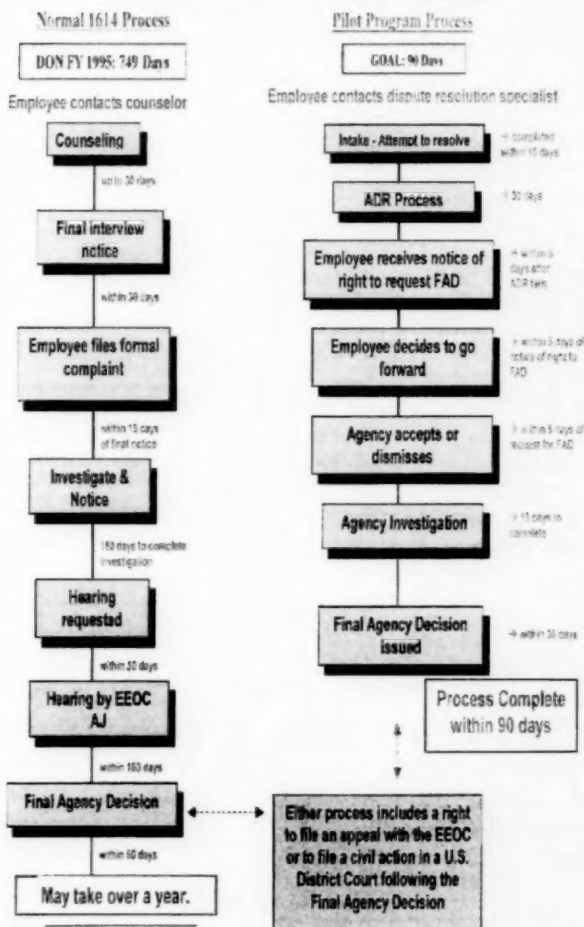 Normal 1614 Process
DON FY 1995: 749 Days
Employee contacts counselor
Counseling
up to 30 days
Final interview
notice
within 30 days
Employee files formal
complaint
within 15 days
of final notice
Investigate &
Notice
180 days to complete
investigation
Hearing
requested
within 30 days
Hearing by EEOC
AJ
within 180 days
Final Agency Decision
within 60 days
May take over a year.
Pilot Program Process
GOAL: 90 Days
Employee contacts dispute resolution specialist
Intake - Attempt to resolve
→ completed
within 10 days
ADR Process
→ 30 days
Employee receives notice of
right to request FAD
→ within 5
days after
ADR
Employee decides to go
forward
→ within 5 days of
notice of right to
FAD
Agency accepts or
dismisses
→ within 5 days of
request for FAD
Agency Investigation
→ 15 days to
complete
Final Agency Decision
issued
→ within
Process Complete
within 90 days
Either process includes a right
to file an appeal with the EEOC
or to file a civil action in a U.S.
District Court following the
Final Agency Decision